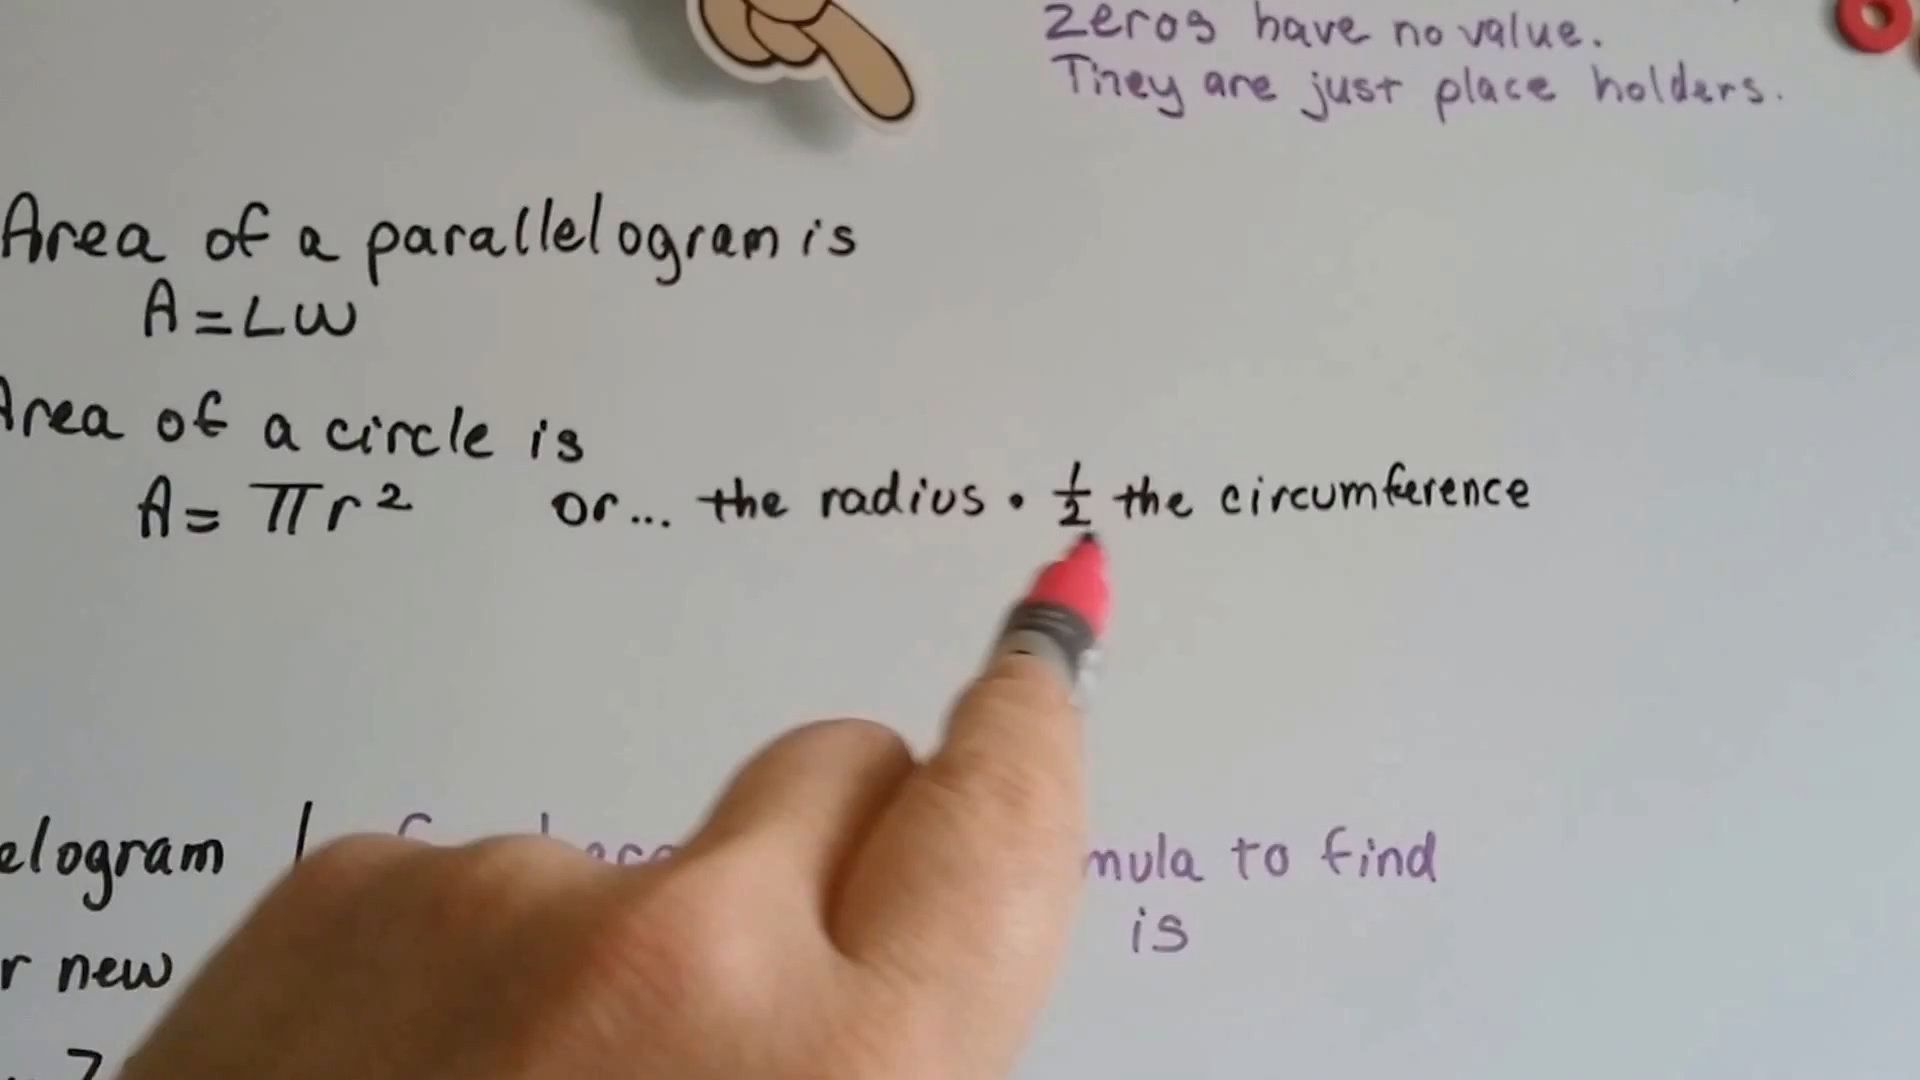 zeros have no value.
They are just place holders.
Area of a parallelogram is
A = LW
Area of a circle is
A = πr² or... the radius · 1/2 the circumference
elogram
mula to find
is
r new